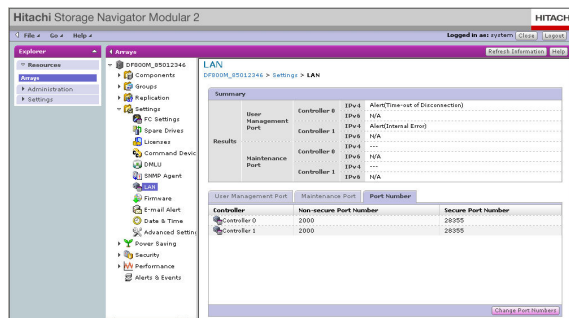 Hitachi Storage Navigator Modular 2
HITACH
File Go Help
Logged in as: system Close Logout
Explorer
Arrays
Refresh Information Help
Resources
Arrays
Administration
Settings
DF800M_85012346
Components
Groups
Replication
Settings
FC Settings
Spare Drives
Licenses
Command Devic
DMLU
SNMP Agent
LAN
Firmware
E-mail Alert
Date & Time
Advanced Setting
Power Saving
Security
Performance
Alerts & Events
LAN
DF800M_85012346 > Settings > LAN
Summary
Results
User Management Port
Controller 0
IPv4 Alert(Time-out of Disconnection)
IPv6 N/A
Controller 1
IPv4 Alert(Internal Error)
IPv6 N/A
Maintenance Port
Controller 0
IPv4 ---
IPv6 N/A
Controller 1
IPv4 ---
IPv6 N/A
User Management Port Maintenance Port Port Number
Controller Non-secure Port Number Secure Port Number
Controller 0 2000 28355
Controller 1 2000 28355
Change Port Numbers